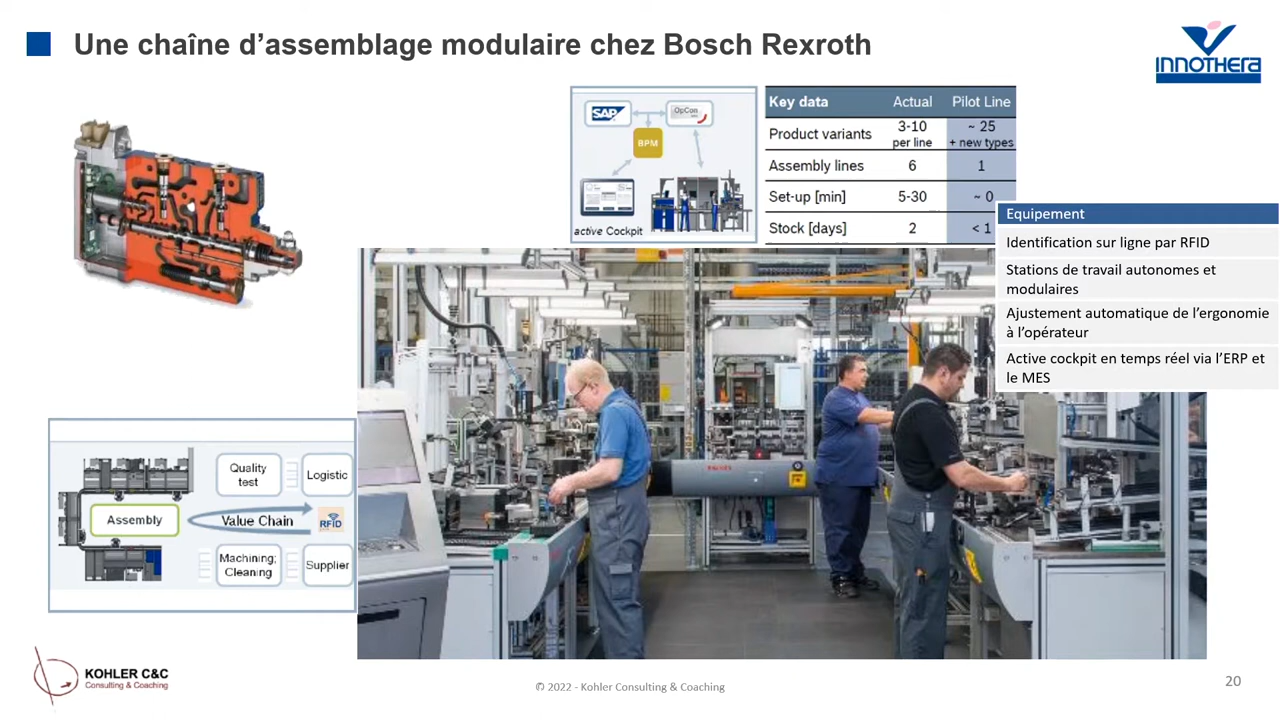 Une chaîne d’assemblage modulaire chez Bosch Rexroth
INNOTHERA
SAP
OpCon
BPM
active Cockpit
Key data Actual Pilot Line
Product variants 3-10 per line ~ 25 + new types
Assembly lines 6 1
Set-up [min] 5-30 ~ 0
Stock [days] 2 < 1
Equipement
Identification sur ligne par RFID
Stations de travail autonomes et
modulaires
Ajustement automatique de l’ergonomie
à l’opérateur
Active cockpit en temps réel via l’ERP et
le MES
Quality
test
Logistic
Assembly
Value Chain
RFID
Machining;
Cleaning
Supplier
KOHLER C&C
Consulting & Coaching
© 2022 - Kohler Consulting & Coaching
20